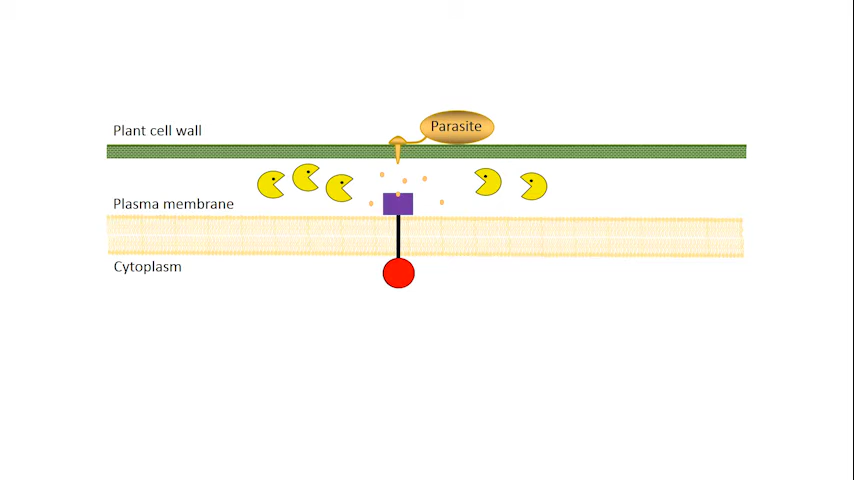 Parasite
Plant cell wall
Plasma membrane
Cytoplasm